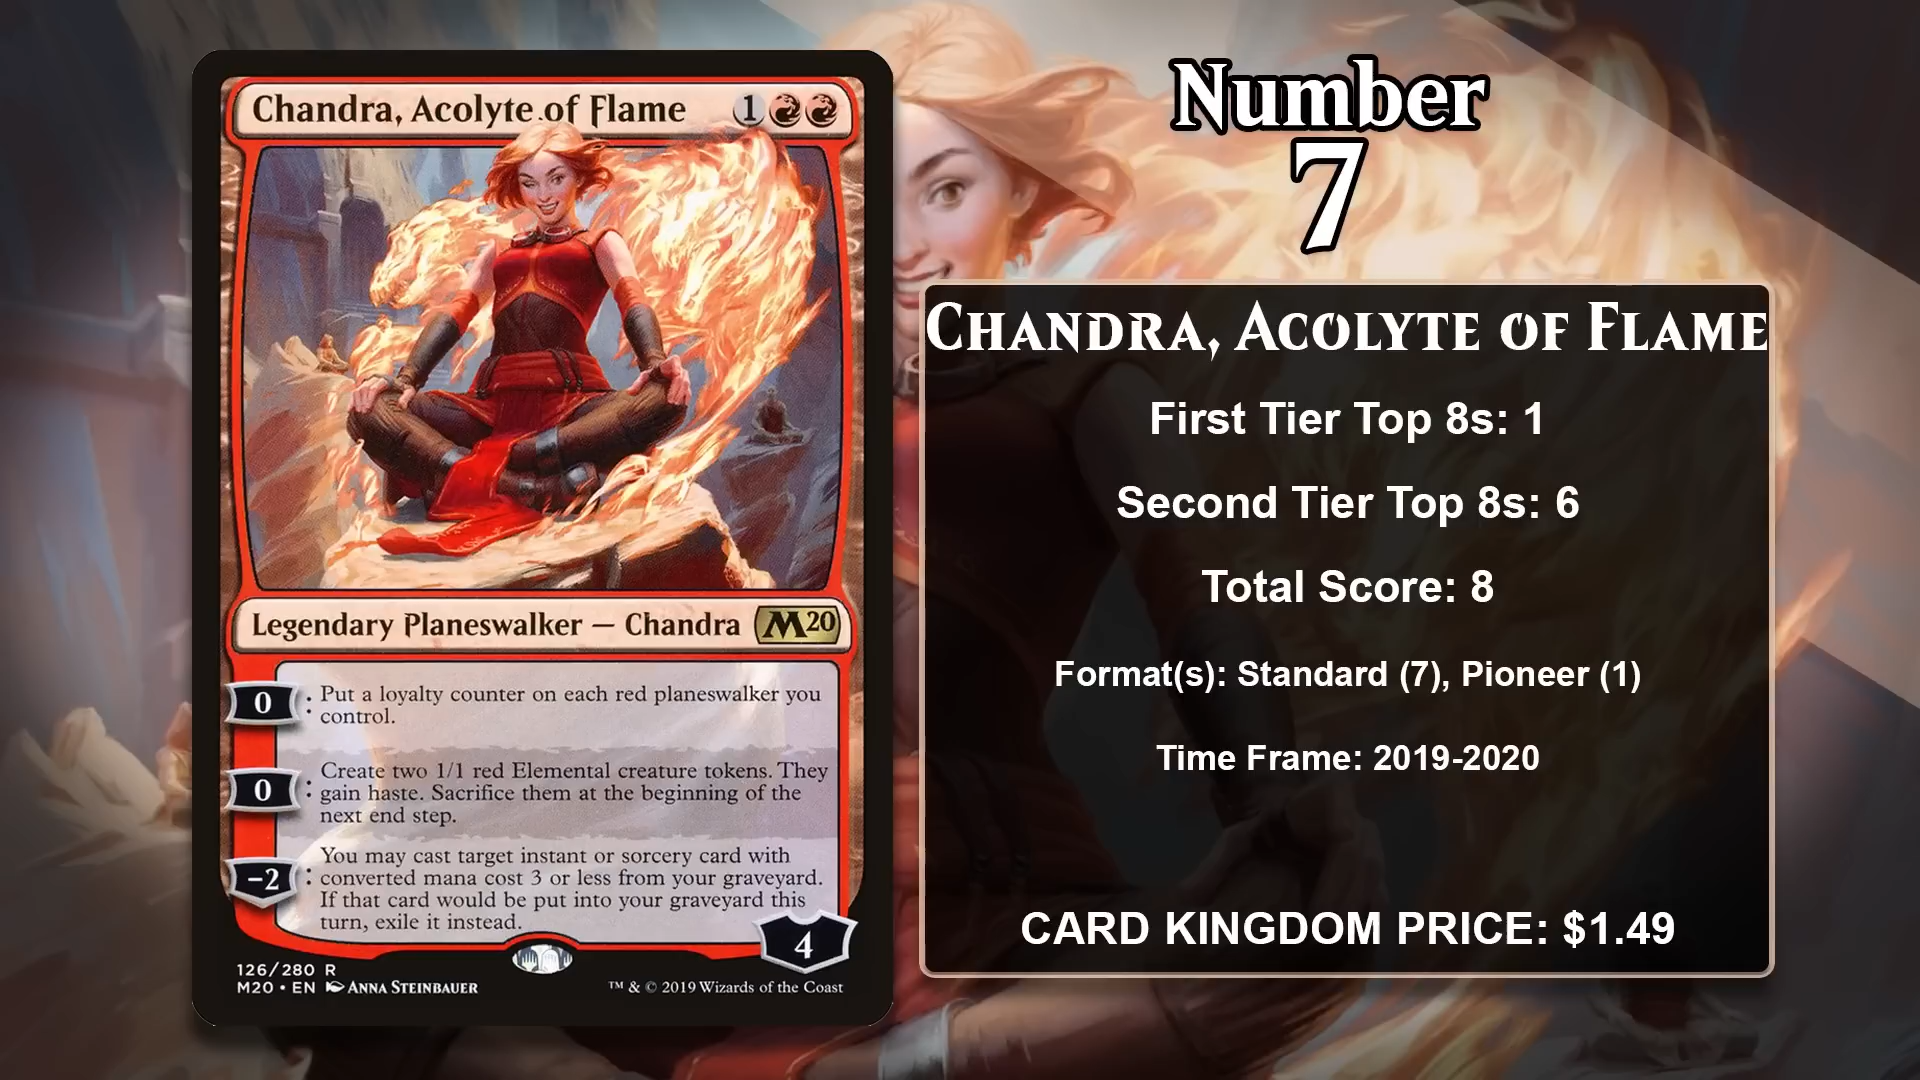 Chandra, Acolyte of Flame 1
Legendary Planeswalker — Chandra M20
0 : Put a loyalty counter on each red planeswalker you
control.
0 : Create two 1/1 red Elemental creature tokens. They
gain haste. Sacrifice them at the beginning of the
next end step.
−2 : You may cast target instant or sorcery card with
converted mana cost 3 or less from your graveyard.
If that card would be put into your graveyard this
turn, exile it instead.
4
126/280 R
M20 • EN ANNA STEINBAUER
™ & © 2019 Wizards of the Coast
Number
7
CHANDRA, ACOLYTE OF FLAME
First Tier Top 8s: 1
Second Tier Top 8s: 6
Total Score: 8
Format(s): Standard (7), Pioneer (1)
Time Frame: 2019-2020
CARD KINGDOM PRICE: $1.49